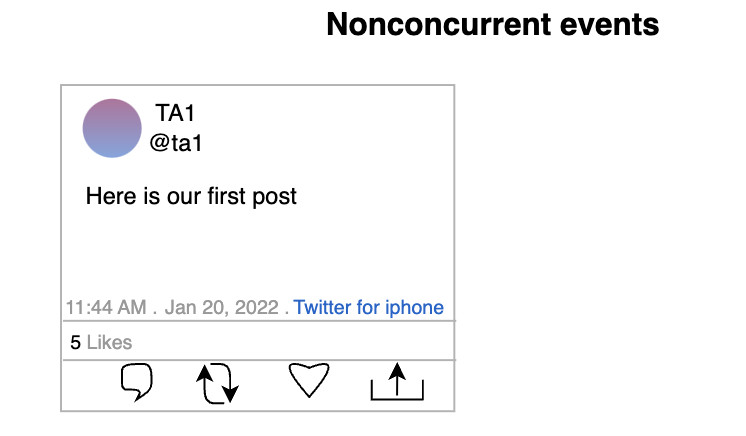 Nonconcurrent events
TA1
@ta1
Here is our first post
11:44 AM . Jan 20, 2022 . Twitter for iphone
5 Likes